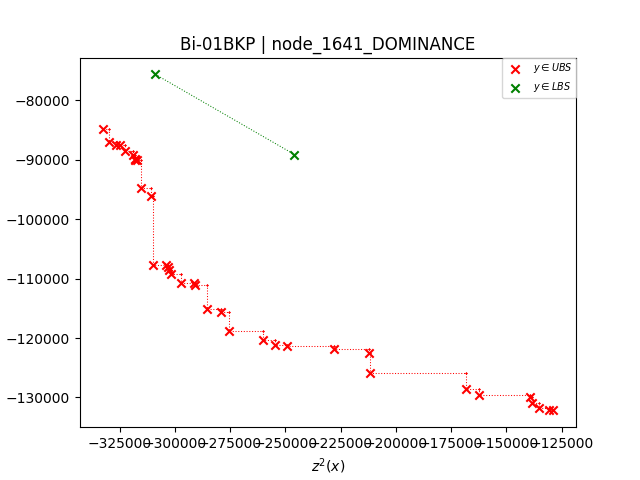 Bi-01BKP | node_1641_DOMINANCE
y ∈ UBS
y ∈ LBS
−80000
−90000
−100000
−110000
−120000
−130000
−325000−300000−275000−250000−225000−200000−175000−150000−125000
z²(x)